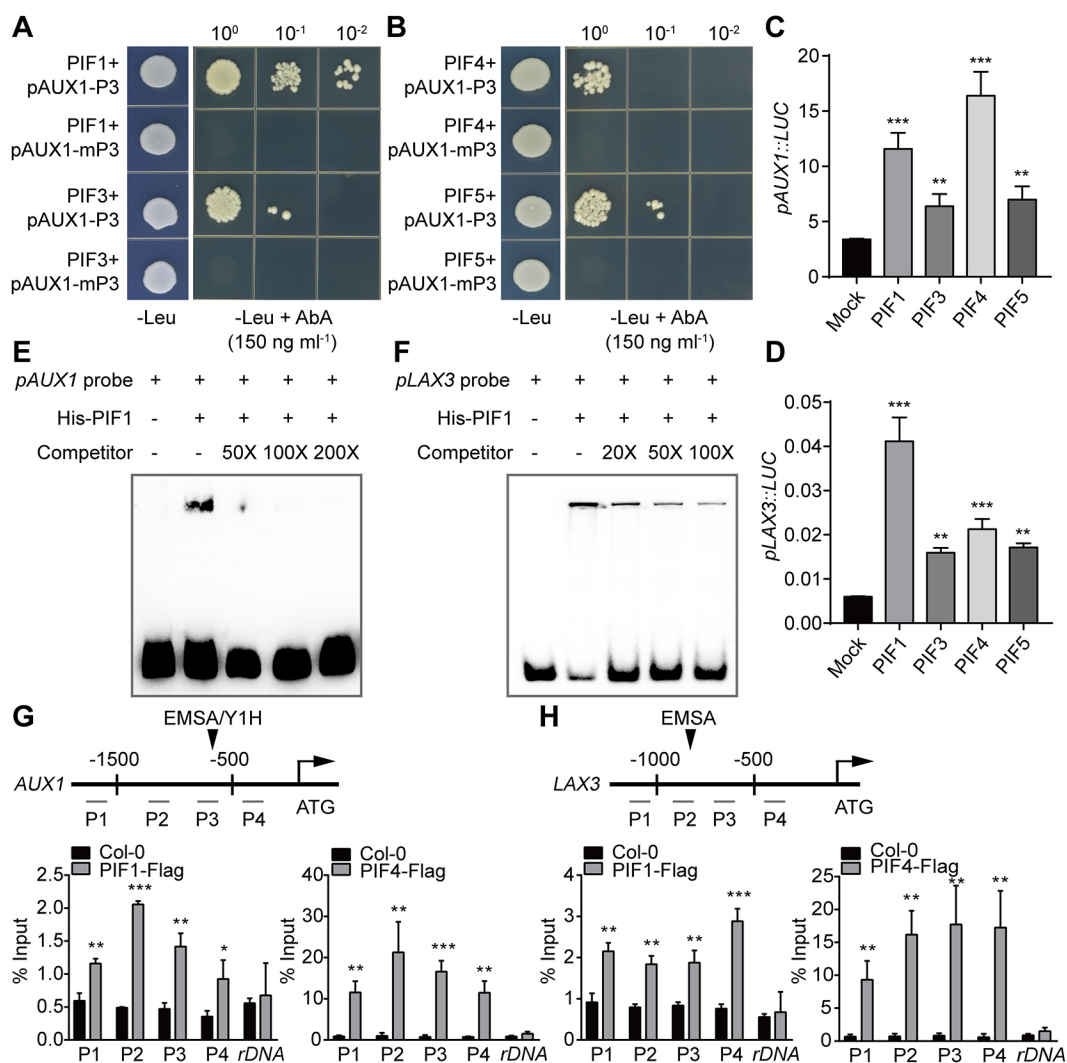 A
10⁰ 10⁻¹ 10⁻²
PIF1+
pAUX1-P3
PIF1+
pAUX1-mP3
PIF3+
pAUX1-P3
PIF3+
pAUX1-mP3
-Leu
-Leu + AbA
(150 ng ml⁻¹)
B
10⁰ 10⁻¹ 10⁻²
PIF4+
pAUX1-P3
PIF4+
pAUX1-mP3
PIF5+
pAUX1-P3
PIF5+
pAUX1-mP3
-Leu
-Leu + AbA
(150 ng ml⁻¹)
C
pAUX1::LUC
20
15
10
5
0
***
**
***
**
Mock PIF1 PIF3 PIF4 PIF5
E
pAUX1 probe + + + + +
His-PIF1 - + + + +
Competitor - - 50X 100X 200X
F
pLAX3 probe + + + + +
His-PIF1 - + + + +
Competitor - - 20X 50X 100X
D
pLAX3::LUC
0.05
0.04
0.03
0.02
0.01
0.00
***
**
***
**
Mock PIF1 PIF3 PIF4 PIF5
G
EMSA/Y1H
-1500 -500
AUX1
ATG
P1 P2 P3 P4
Col-0
PIF1-Flag
% Input
2.5
2.0
1.5
1.0
0.5
0.0
** *** ** *
P1 P2 P3 P4 rDNA
Col-0
PIF4-Flag
% Input
40
30
20
10
0
** ** *** **
P1 P2 P3 P4 rDNA
H
EMSA
-1000 -500
LAX3
ATG
P1 P2 P3 P4
Col-0
PIF1-Flag
% Input
4
3
2
1
0
** ** ** ***
P1 P2 P3 P4 rDNA
Col-0
PIF4-Flag
% Input
25
20
15
10
5
0
** ** ** **
P1 P2 P3 P4 rDNA